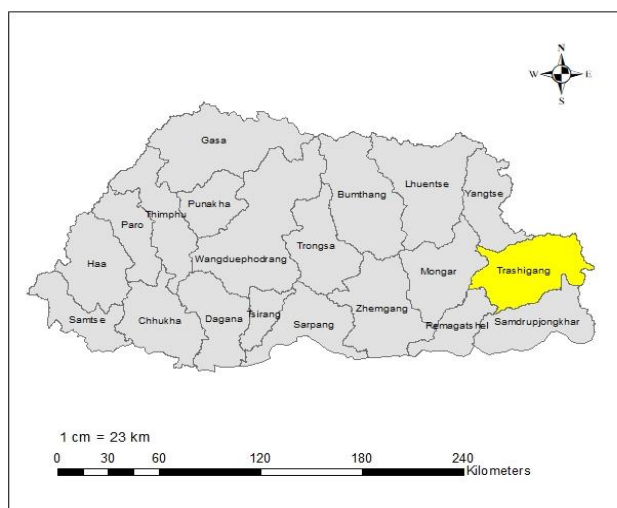 N
W E
S
Gasa
Lhuentse
Bumthang
Yangtse
Punakha
Thimphu
Paro
Trongsa
Wangduephodrang
Haa
Mongar
Trashigang
Zhemgang
Tsirang
Samtse
Chhukha
Dagana
Sarpang
Remagatshel
Samdrupjongkhar
1 cm = 23 km
0 30 60 120 180 240
Kilometers